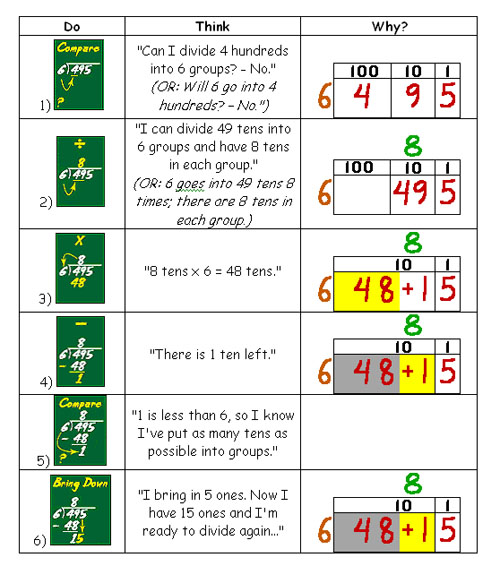 Do Think Why?
1)
Compare
6)495
?
"Can I divide 4 hundreds
into 6 groups? – No."
(OR: Will 6 go into 4
hundreds? – No.")
100 10 1
6 4 9 5
2)
÷
8
6)495
"I can divide 49 tens into
6 groups and have 8 tens
in each group."
(OR: 6 goes into 49 tens 8
times; there are 8 tens in
each group.)
8
100 10 1
6 49 5
3)
X
8
6)495
48
"8 tens x 6 = 48 tens."
8
10 1
6 48+1 5
4)
–
8
6)495
- 48
1
"There is 1 ten left."
8
10 1
6 48+1 5
5)
Compare
8
6)495
- 48
?
1
"1 is less than 6, so I know
I've put as many tens as
possible into groups."
6)
Bring Down
8
6)495
- 48
15
"I bring in 5 ones. Now I
have 15 ones and I'm
ready to divide again..."
8
10 1
6 48+1 5